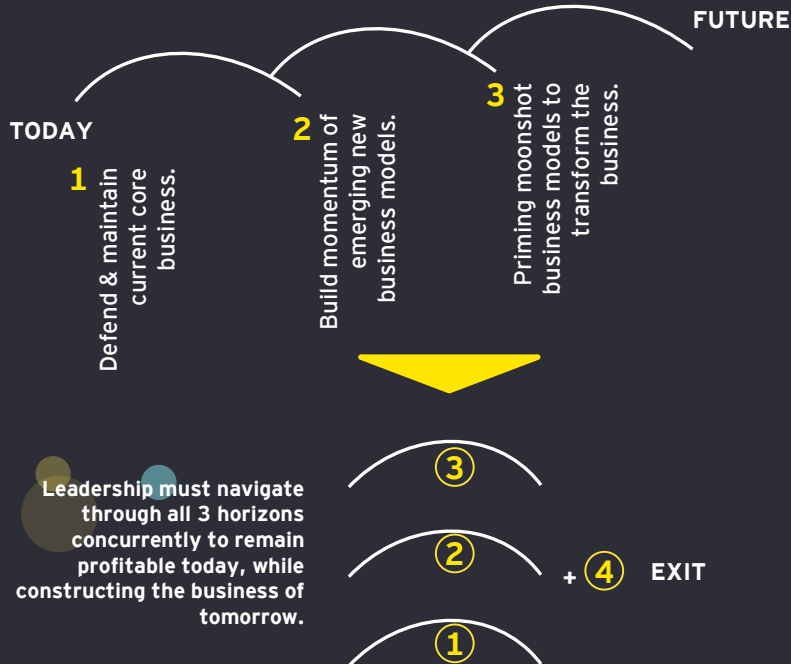 FUTURE
TODAY
1
Defend & maintain
current core
business.
2
Build momentum of
emerging new
business models.
3
Priming moonshot
business models to
transform the
business.
Leadership must navigate
through all 3 horizons
concurrently to remain
profitable today, while
constructing the business of
tomorrow.
3
2
1
+ 4 EXIT